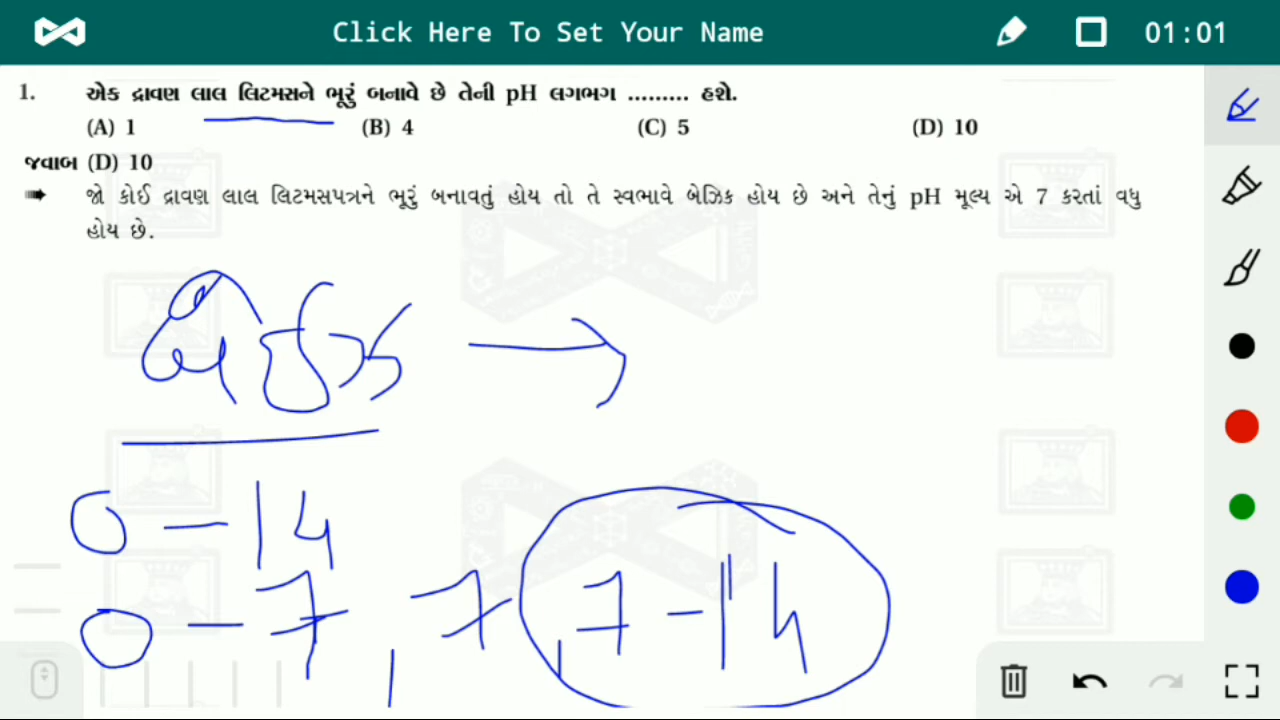 Click Here To Set Your Name
01:01
1. એક દ્રાવણ લાલ લિટમસને ભૂરું બનાવે છે તેની pH લગભગ ......... હશે.
(A) 1 (B) 4 (C) 5 (D) 10
જવાબ (D) 10
➠ જો કોઈ દ્રાવણ લાલ લિટમસપત્રને ભૂરું બનાવતું હોય તો તે સ્વભાવે બેઝિક હોય છે અને તેનું pH મૂલ્ય એ 7 કરતાં વધુ
હોય છે.
0 – 14
0 – 7 , 7 , 7 – 14